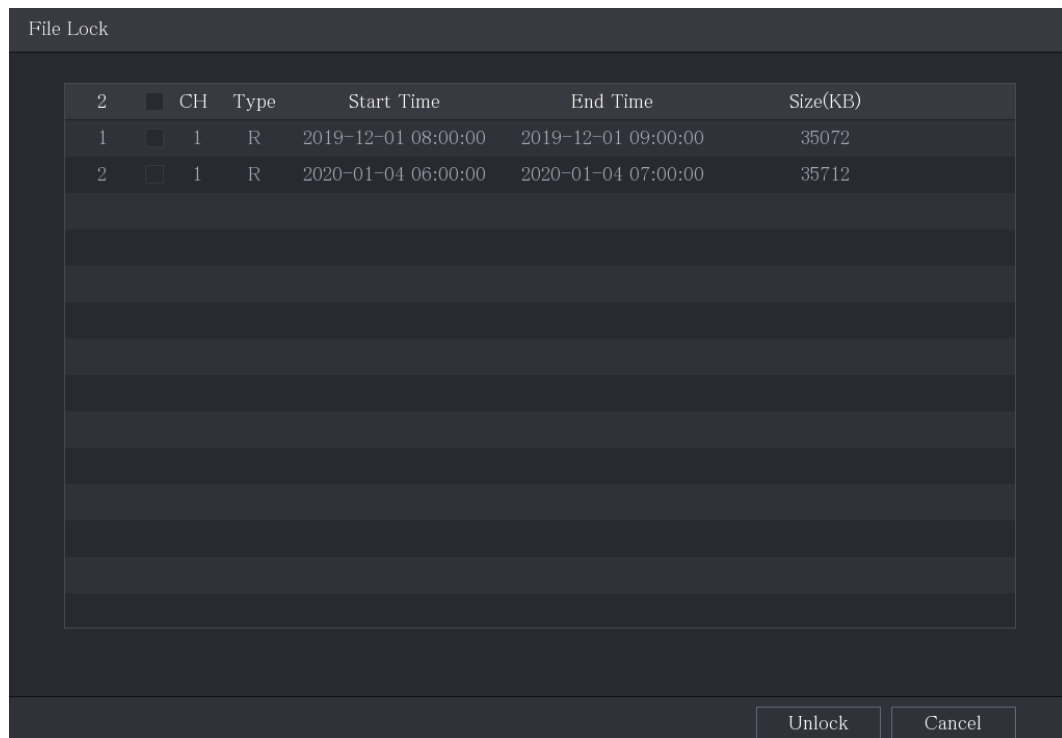 File Lock
2 CH Type Start Time End Time Size(KB)
1 1 R 2019-12-01 08:00:00 2019-12-01 09:00:00 35072
2 1 R 2020-01-04 06:00:00 2020-01-04 07:00:00 35712
Unlock Cancel